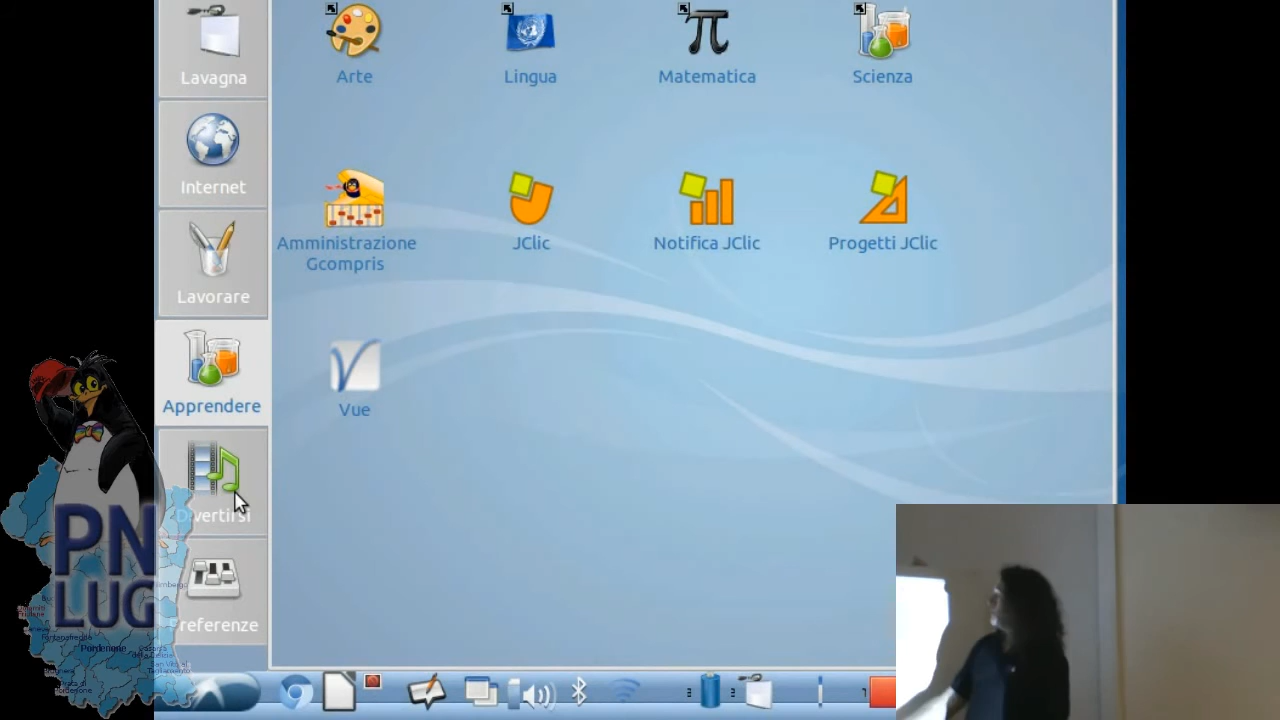 Lavagna
Arte
Lingua
Matematica
Scienza
Internet
Amministrazione
Gcompris
JClic
Notifica JClic
Progetti JClic
Lavorare
Vue
Apprendere
Divertirsi
referenze
PN
LUG
Pordenone